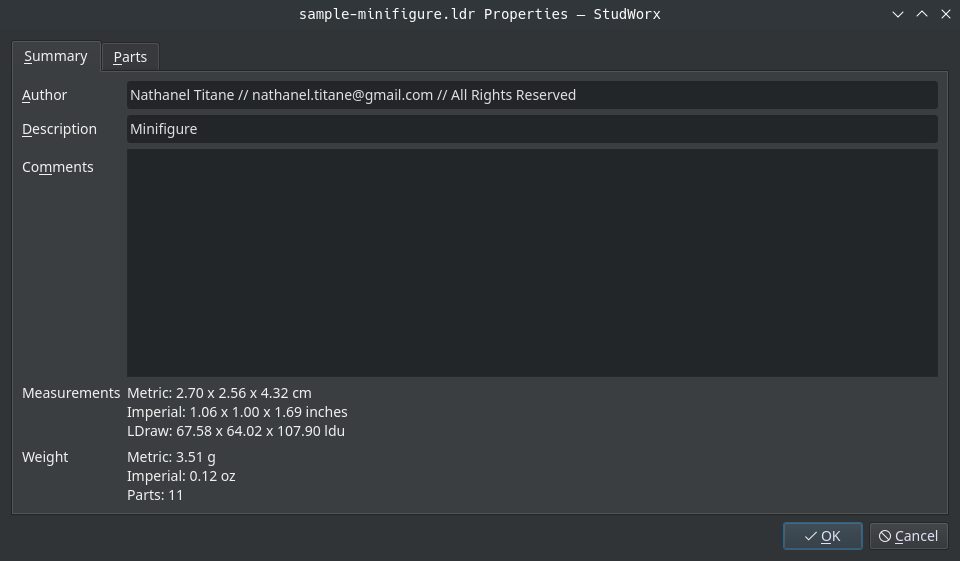 sample-minifigure.ldr Properties — StudWorx
Summary
Parts
Author
Nathanel Titane // nathanel.titane@gmail.com // All Rights Reserved
Description
Minifigure
Comments
Measurements
Metric: 2.70 x 2.56 x 4.32 cm
Imperial: 1.06 x 1.00 x 1.69 inches
LDraw: 67.58 x 64.02 x 107.90 ldu
Weight
Metric: 3.51 g
Imperial: 0.12 oz
Parts: 11
OK
Cancel